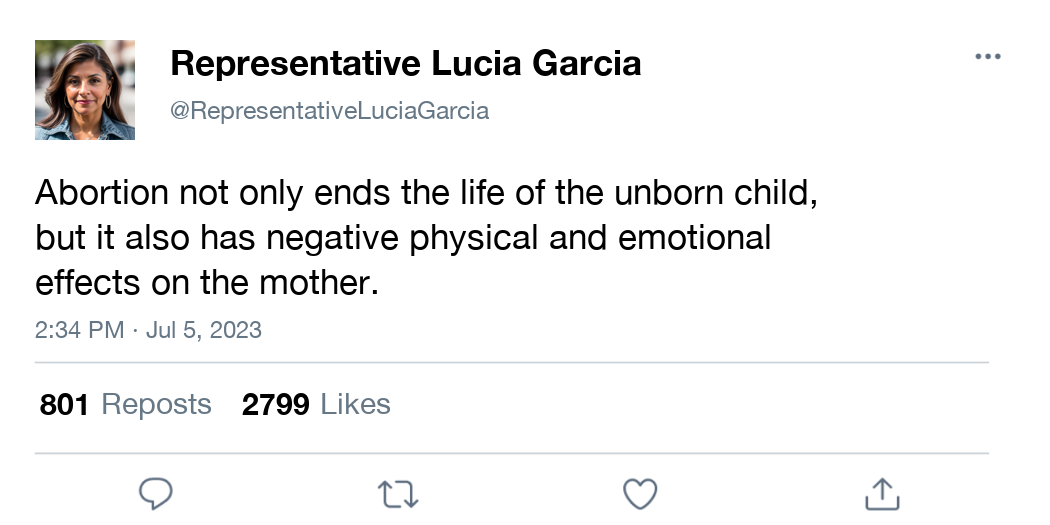 Representative Lucia Garcia
@RepresentativeLuciaGarcia
Abortion not only ends the life of the unborn child,
but it also has negative physical and emotional
effects on the mother.
2:34 PM · Jul 5, 2023
801 Reposts 2799 Likes